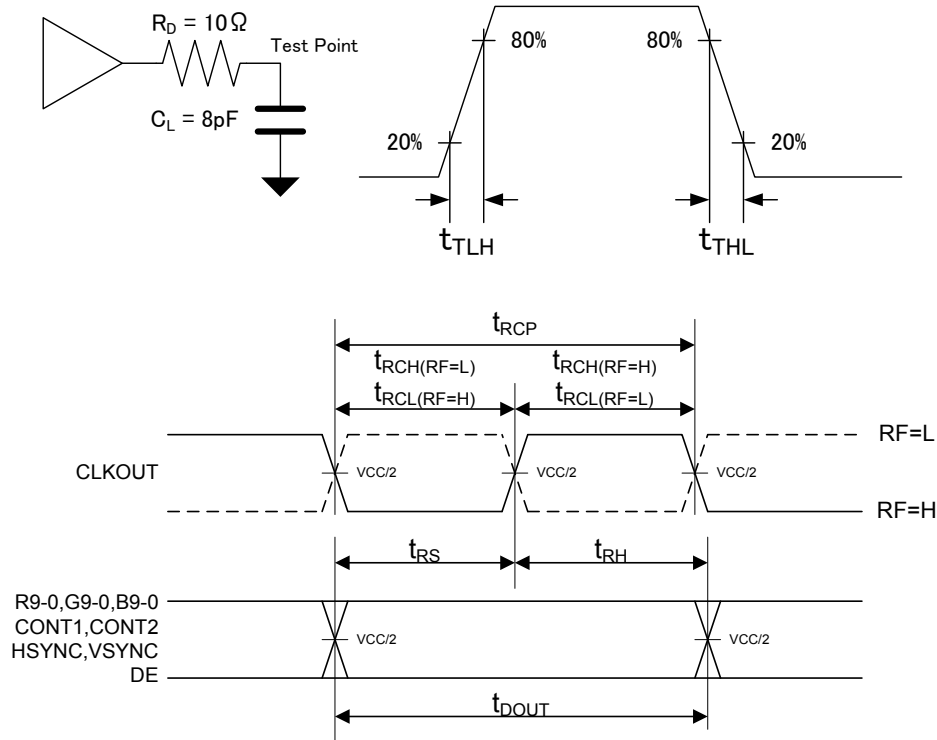 R_D = 10Ω
Test Point
C_L = 8pF
80%
80%
20%
20%
t_TLH
t_THL
t_RCP
t_RCH(RF=L)
t_RCH(RF=H)
t_RCL(RF=H)
t_RCL(RF=L)
RF=L
CLKOUT
VCC/2
VCC/2
VCC/2
RF=H
t_RS
t_RH
R9-0,G9-0,B9-0
CONT1,CONT2
HSYNC,VSYNC
DE
VCC/2
VCC/2
t_DOUT